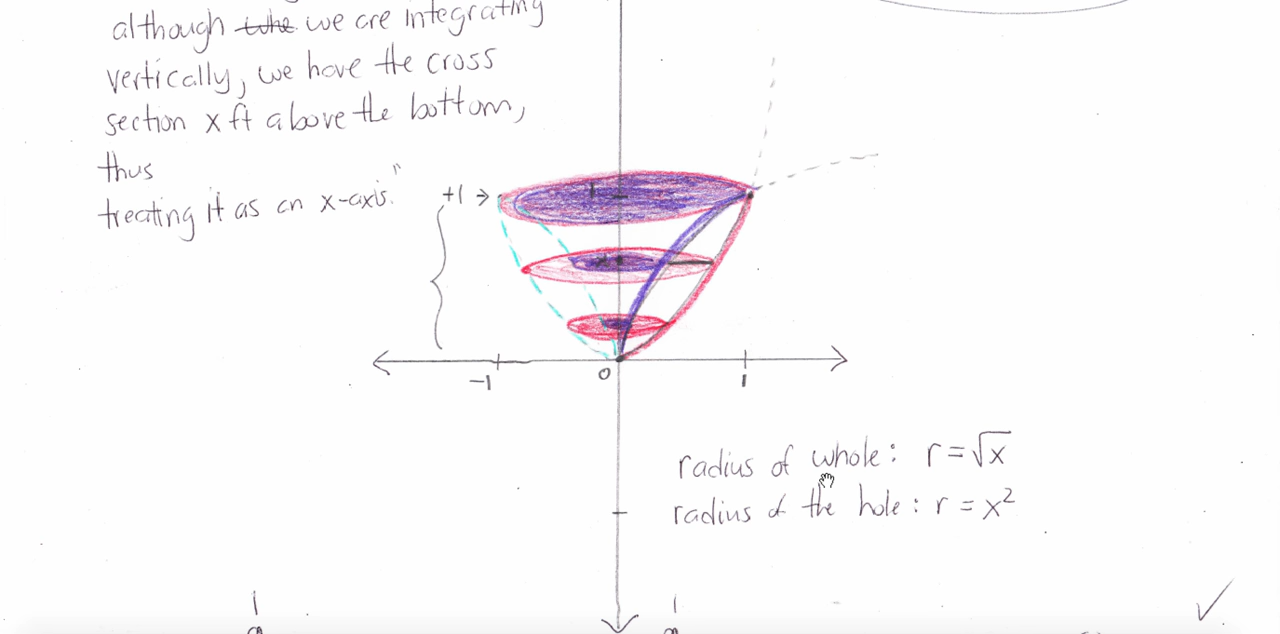 although we are integrating
vertically, we have the cross
section x ft above the bottom,
thus
treating it as an x-axis."
+1 →
-1
0
1
radius of whole: r = √x
radius of the hole: r = x²